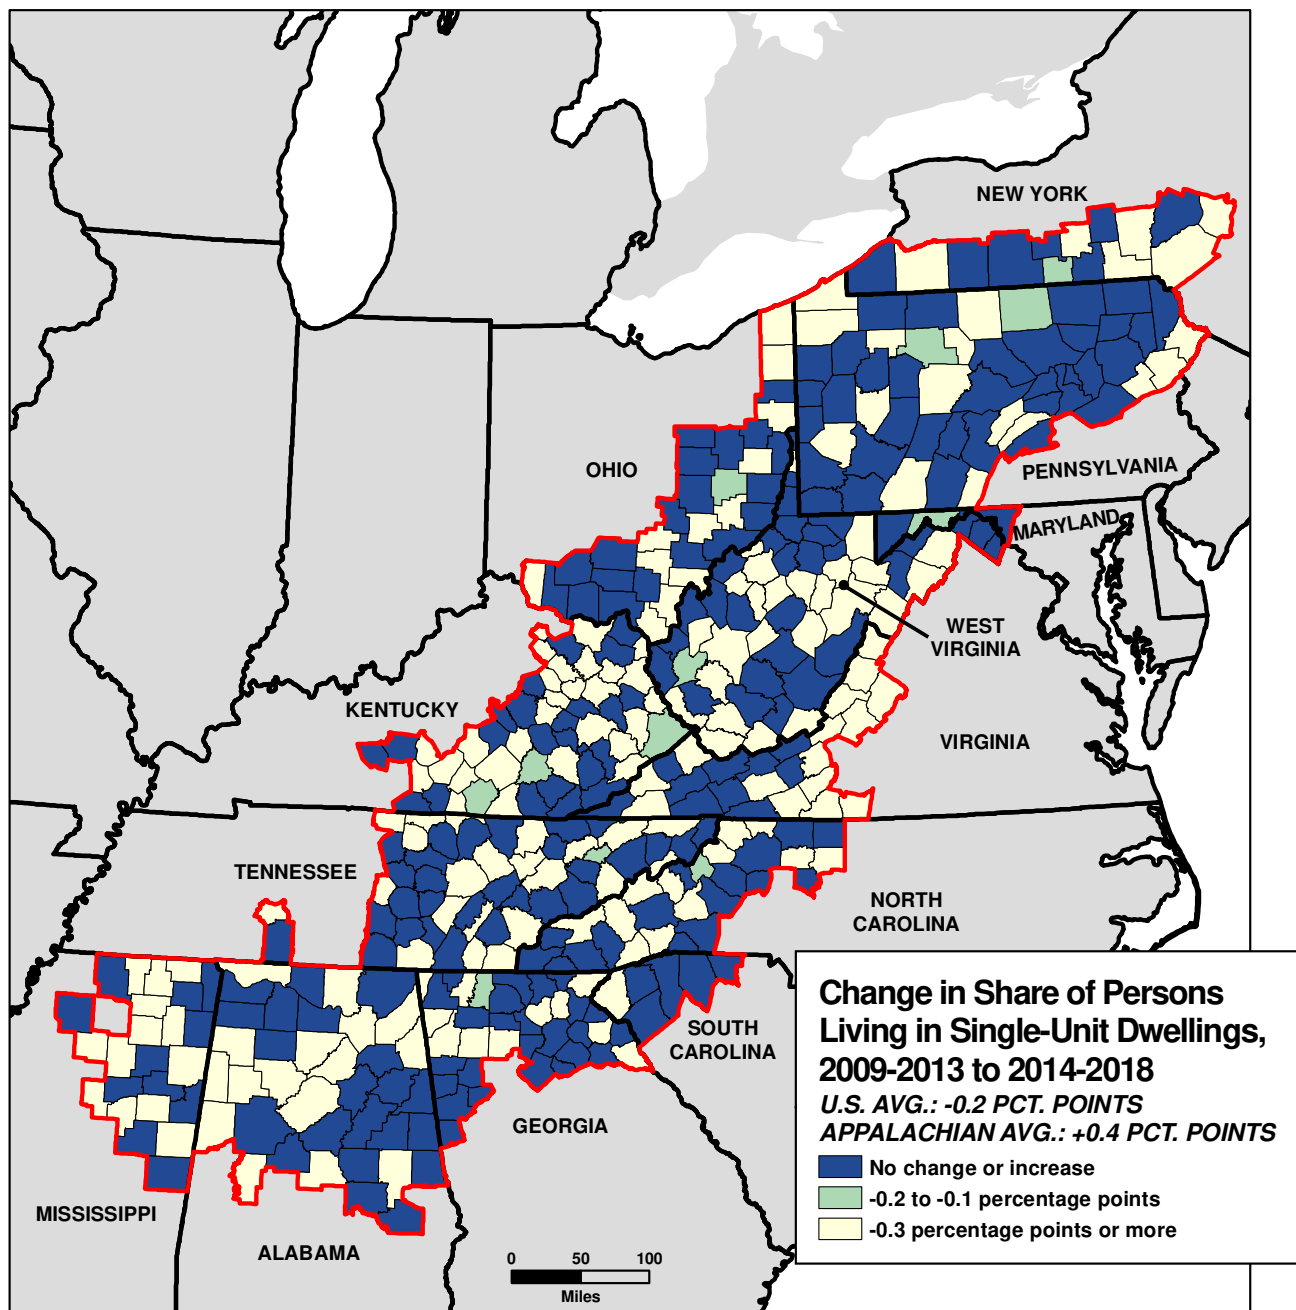 NEW YORK
OHIO
PENNSYLVANIA
MARYLAND
WEST
VIRGINIA
KENTUCKY
VIRGINIA
TENNESSEE
NORTH
CAROLINA
SOUTH
CAROLINA
GEORGIA
MISSISSIPPI
ALABAMA
Change in Share of Persons
Living in Single-Unit Dwellings,
2009-2013 to 2014-2018
U.S. AVG.: -0.2 PCT. POINTS
APPALACHIAN AVG.: +0.4 PCT. POINTS
No change or increase
-0.2 to -0.1 percentage points
-0.3 percentage points or more
0 50 100
Miles